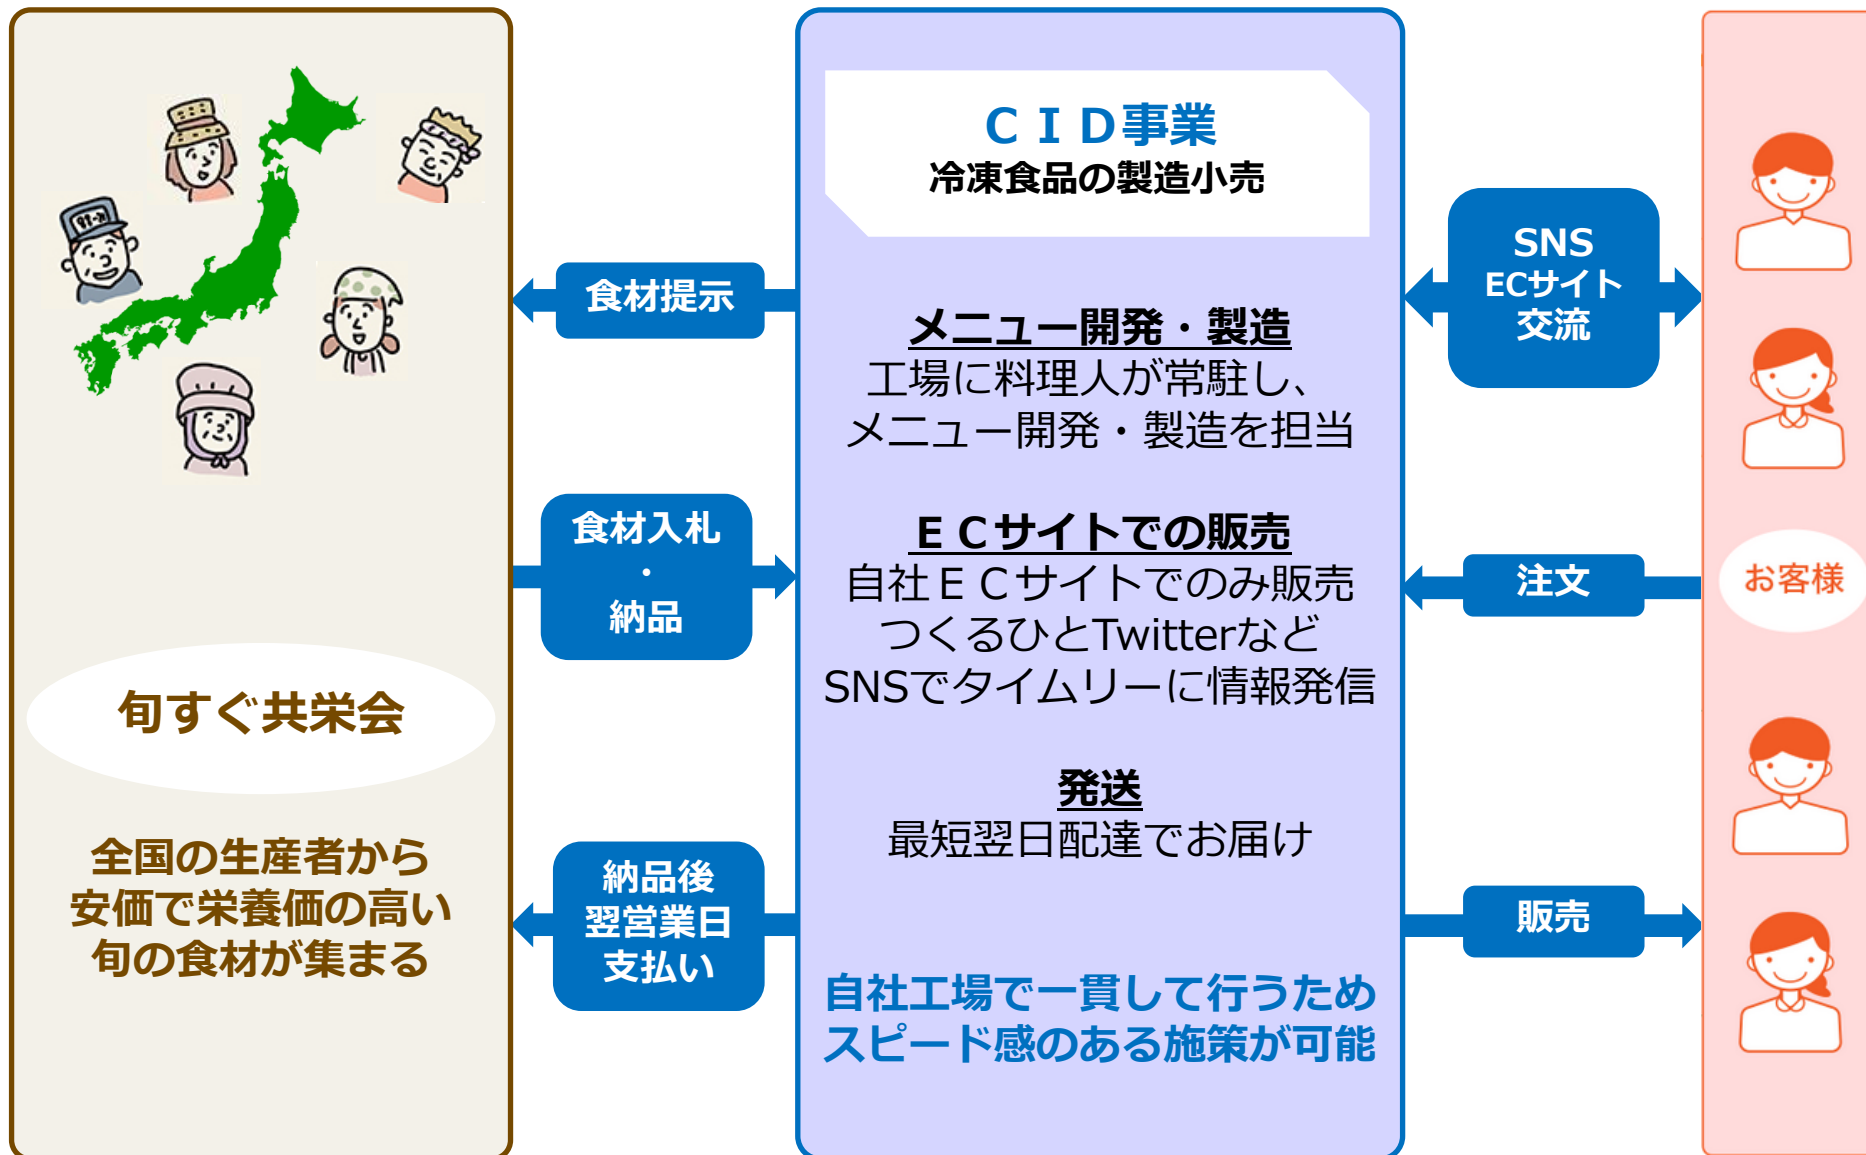 旬すぐ共栄会
全国の生産者から
安価で栄養価の高い
旬の食材が集まる
食材提示
食材入札
・
納品
納品後
翌営業日
支払い
ＣＩＤ事業
冷凍食品の製造小売
メニュー開発・製造
工場に料理人が常駐し、
メニュー開発・製造を担当
ＥＣサイトでの販売
自社ＥＣサイトでのみ販売
つくるひとTwitterなど
SNSでタイムリーに情報発信
発送
最短翌日配達でお届け
自社工場で一貫して行うため
スピード感のある施策が可能
SNS
ECサイト
交流
注文
販売
お客様